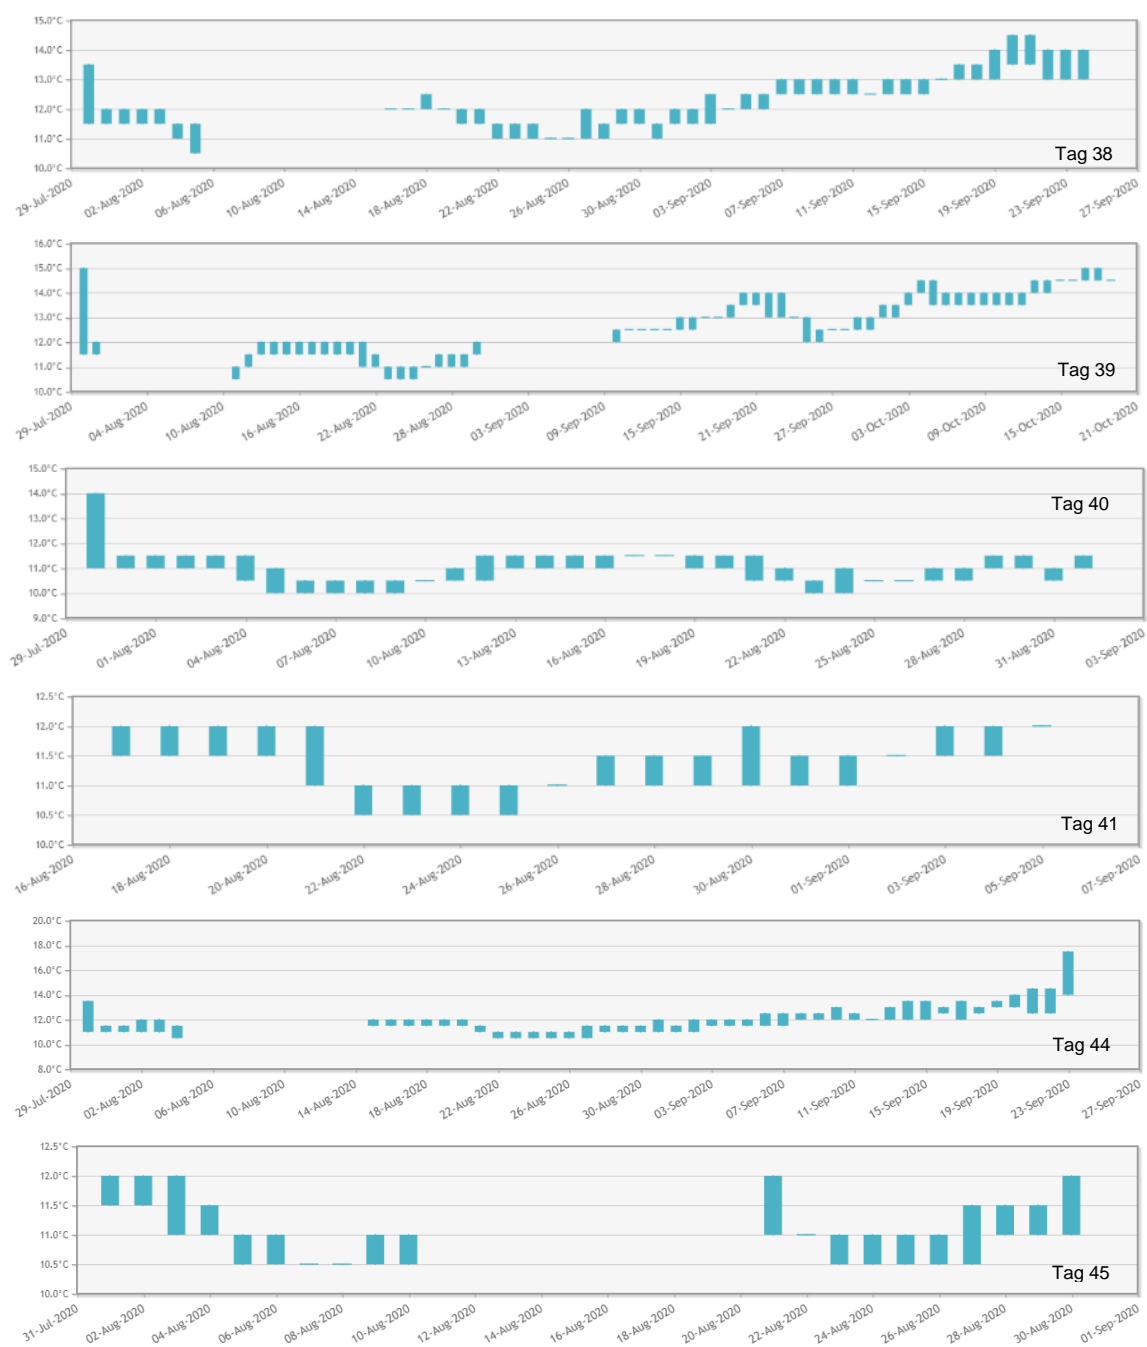 15.0°C
14.0°C
13.0°C
12.0°C
11.0°C
10.0°C
Tag 38
29-Jul-2020 02-Aug-2020 06-Aug-2020 10-Aug-2020 14-Aug-2020 18-Aug-2020 22-Aug-2020 26-Aug-2020 30-Aug-2020 03-Sep-2020 07-Sep-2020 11-Sep-2020 15-Sep-2020 19-Sep-2020 23-Sep-2020 27-Sep-2020
16.0°C
15.0°C
14.0°C
13.0°C
12.0°C
11.0°C
10.0°C
Tag 39
29-Jul-2020 04-Aug-2020 10-Aug-2020 16-Aug-2020 22-Aug-2020 28-Aug-2020 03-Sep-2020 09-Sep-2020 15-Sep-2020 21-Sep-2020 27-Sep-2020 03-Oct-2020 09-Oct-2020 15-Oct-2020 21-Oct-2020
15.0°C
14.0°C
13.0°C
12.0°C
11.0°C
10.0°C
9.0°C
Tag 40
29-Jul-2020 01-Aug-2020 04-Aug-2020 07-Aug-2020 10-Aug-2020 13-Aug-2020 16-Aug-2020 19-Aug-2020 22-Aug-2020 25-Aug-2020 28-Aug-2020 31-Aug-2020 03-Sep-2020
12.5°C
12.0°C
11.5°C
11.0°C
10.5°C
10.0°C
Tag 41
16-Aug-2020 18-Aug-2020 20-Aug-2020 22-Aug-2020 24-Aug-2020 26-Aug-2020 28-Aug-2020 30-Aug-2020 01-Sep-2020 03-Sep-2020 05-Sep-2020 07-Sep-2020
20.0°C
18.0°C
16.0°C
14.0°C
12.0°C
10.0°C
8.0°C
Tag 44
29-Jul-2020 02-Aug-2020 06-Aug-2020 10-Aug-2020 14-Aug-2020 18-Aug-2020 22-Aug-2020 26-Aug-2020 30-Aug-2020 03-Sep-2020 07-Sep-2020 11-Sep-2020 15-Sep-2020 19-Sep-2020 23-Sep-2020 27-Sep-2020
12.5°C
12.0°C
11.5°C
11.0°C
10.5°C
10.0°C
Tag 45
31-Jul-2020 02-Aug-2020 04-Aug-2020 06-Aug-2020 08-Aug-2020 10-Aug-2020 12-Aug-2020 14-Aug-2020 16-Aug-2020 18-Aug-2020 20-Aug-2020 22-Aug-2020 24-Aug-2020 26-Aug-2020 28-Aug-2020 30-Aug-2020 01-Sep-2020